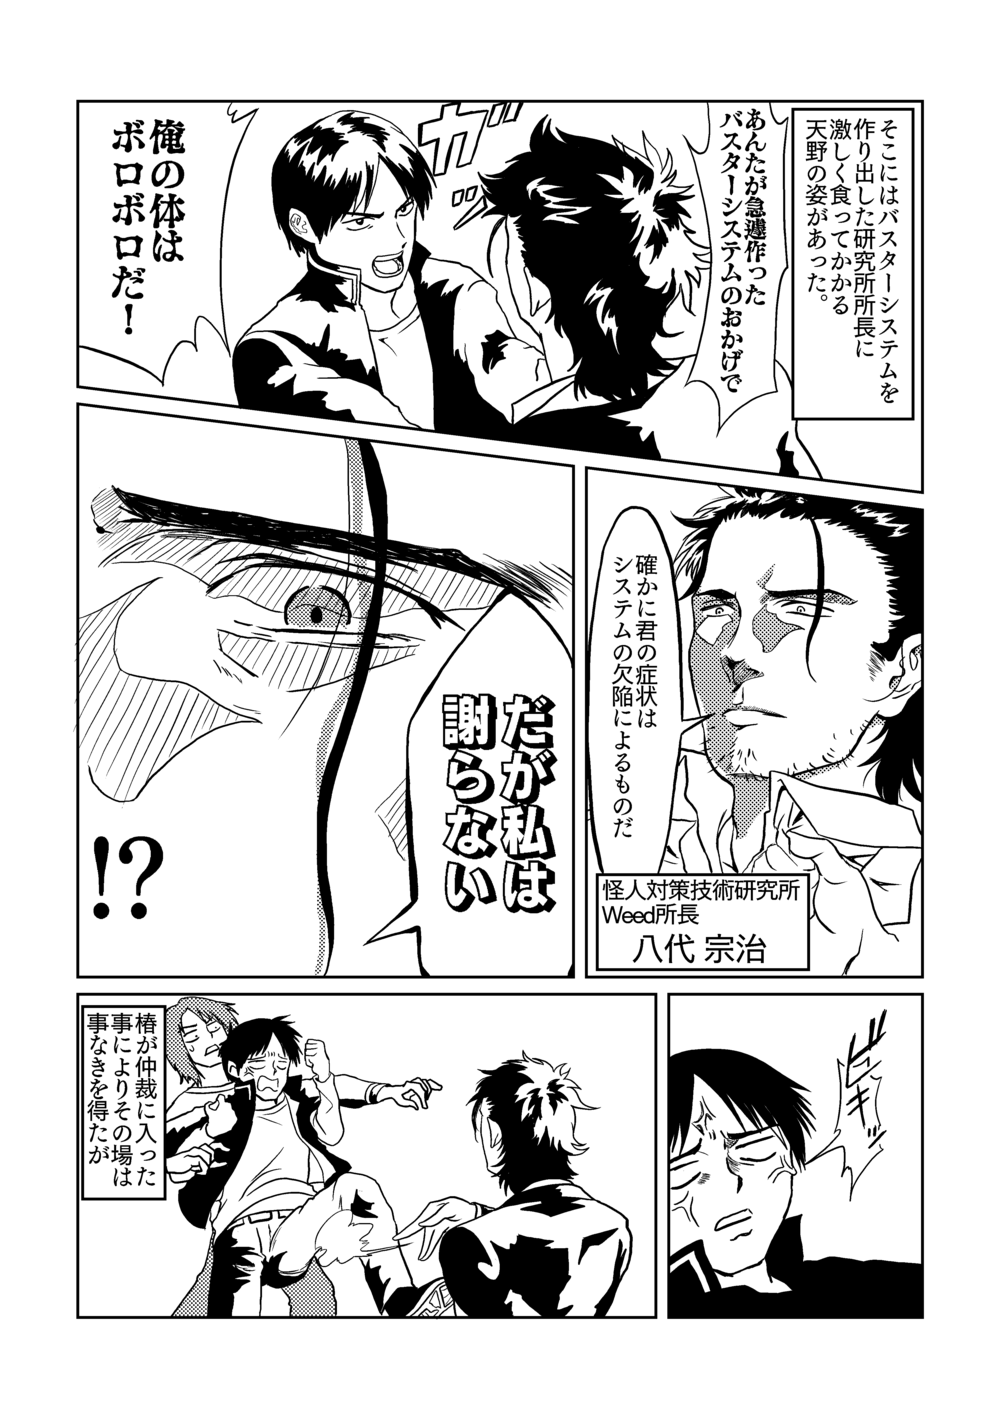 そこにはバスターシステムを
作り出した研究所所長に
激しく食ってかかる
天野の姿があった。
あんたが急遽作った
バスターシステムのおかげで
ガッ
俺の体は
ボロボロだ！
確かに君の症状は
システムの欠陥によるものだ
怪人対策技術研究所
Weed所長
八代 宗治
だが私は
謝らない
!?
椿が仲裁に入った
事によりその場は
事なきを得たが